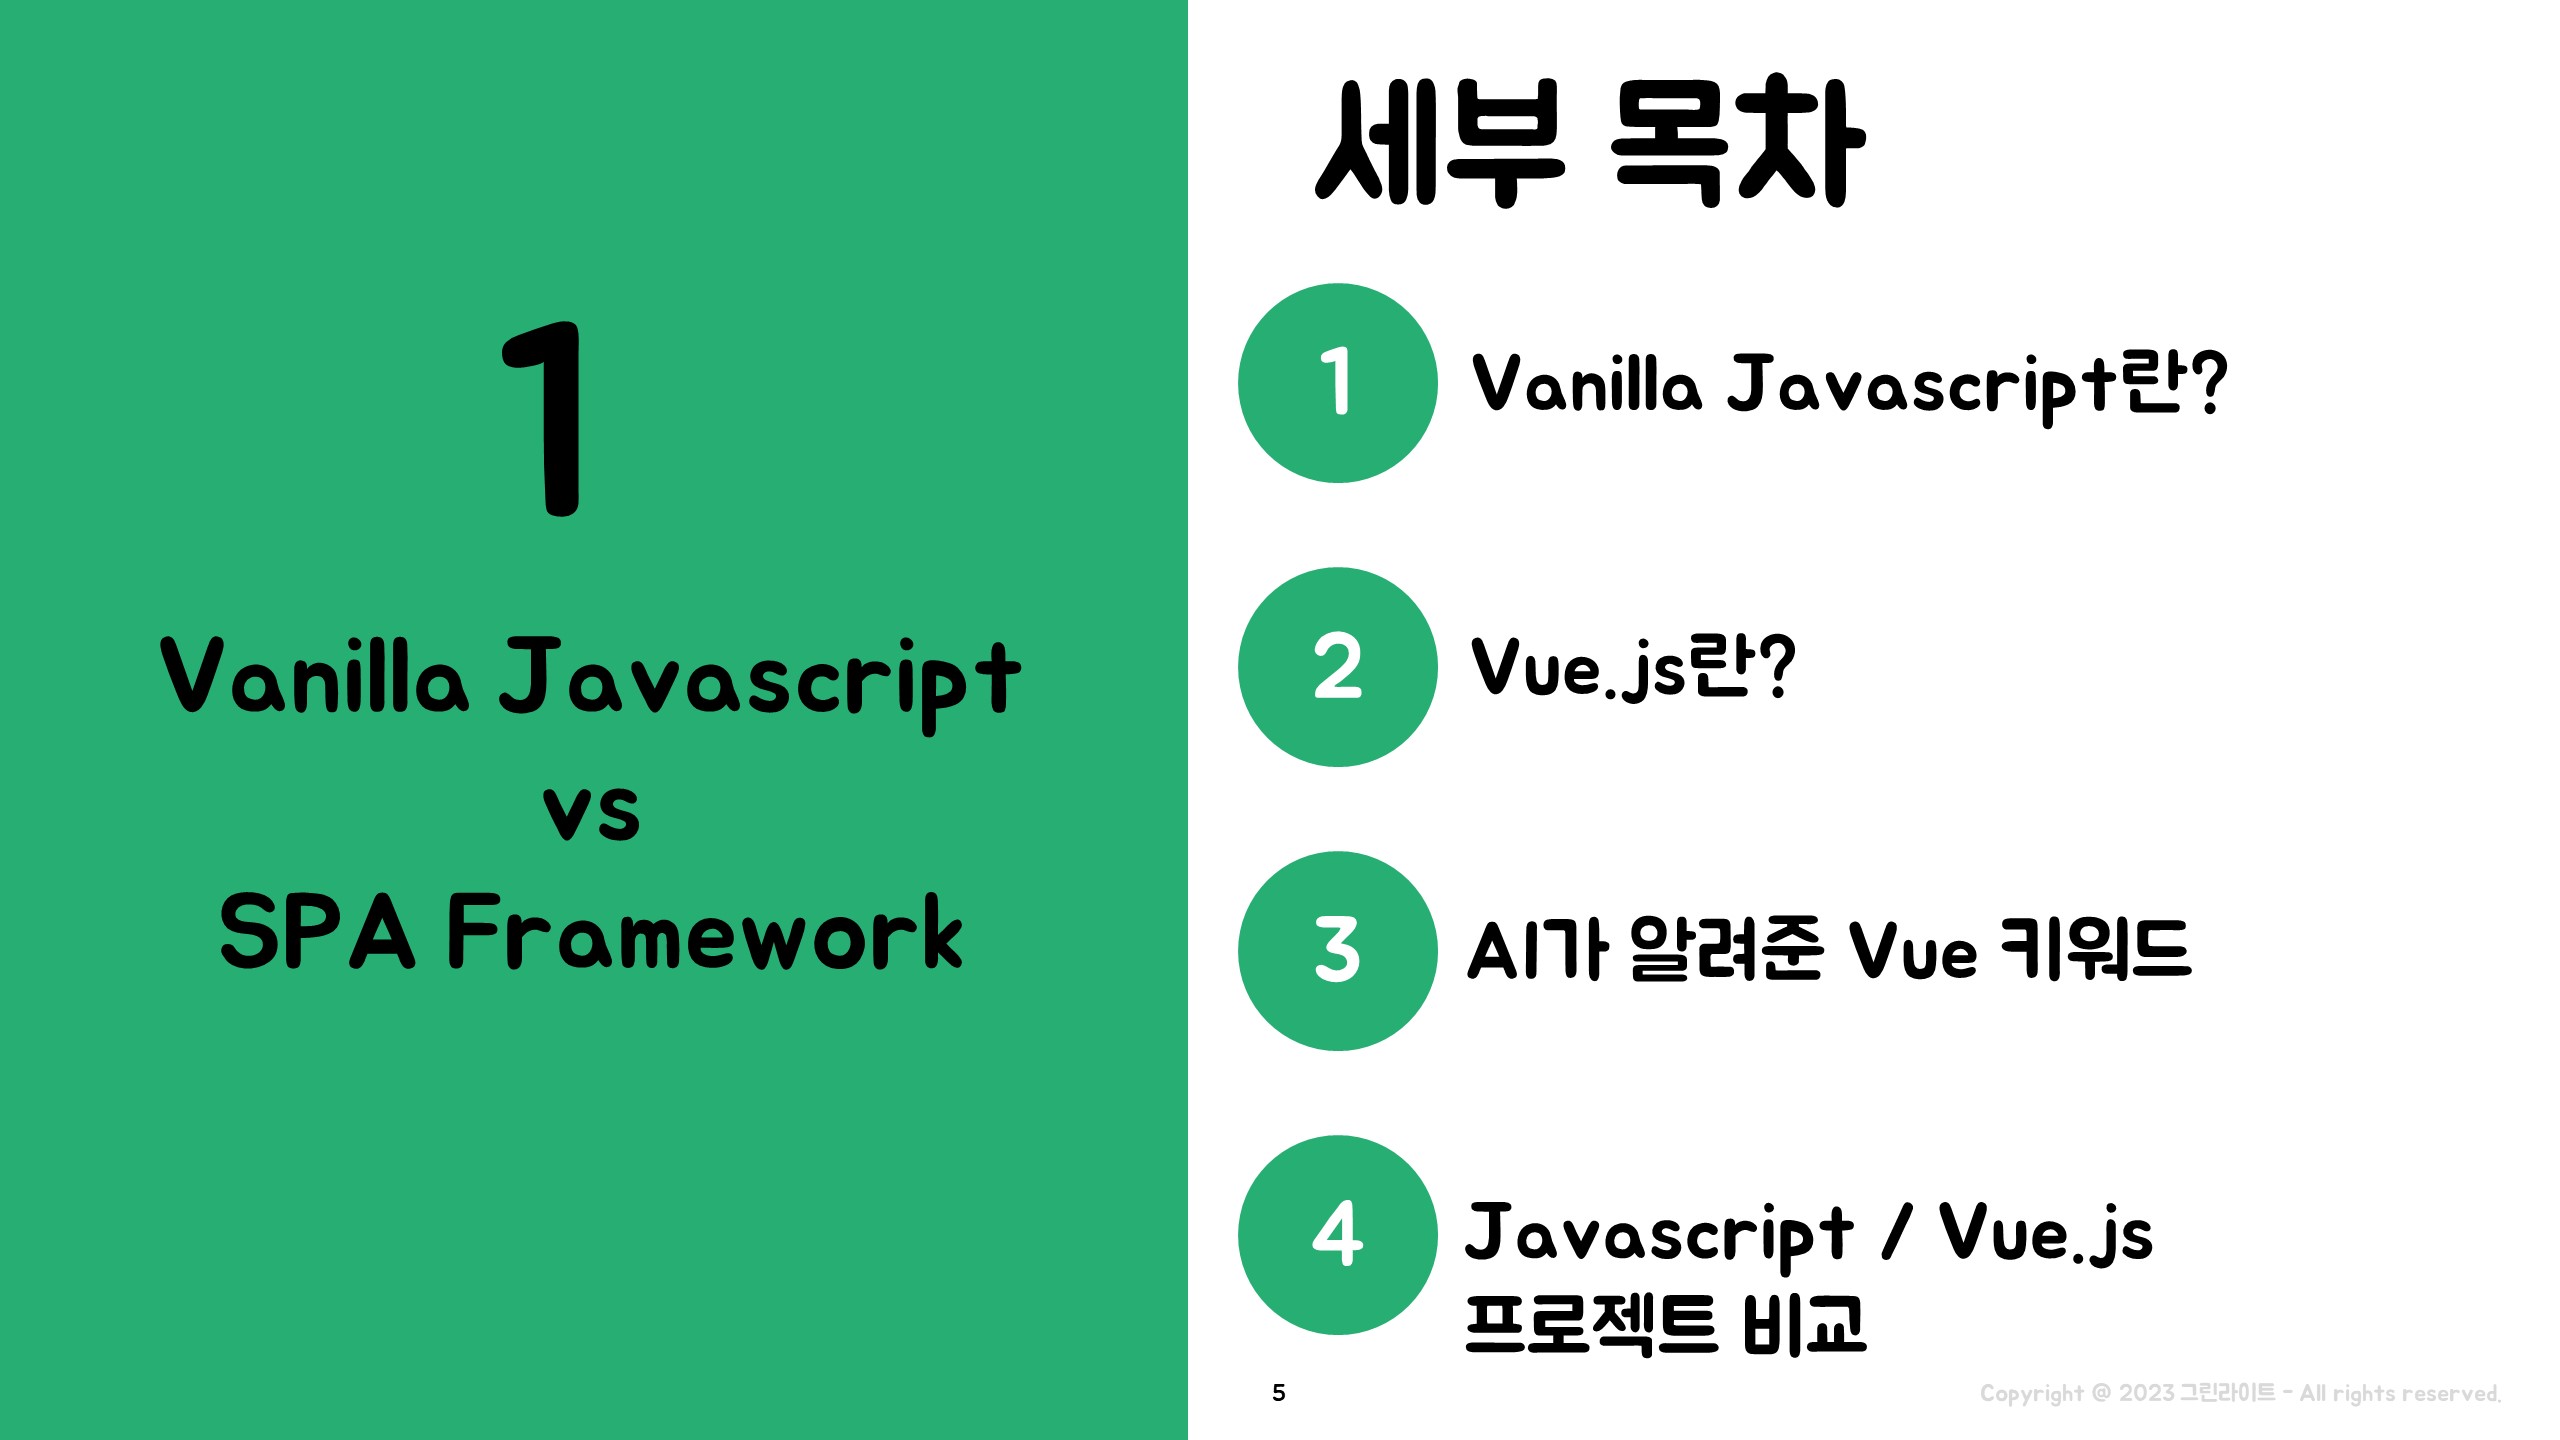 1
Vanilla Javascript
vs
SPA Framework
세부 목차
1
Vanilla Javascript란?
2
Vue.js란?
3
AI가 알려준 Vue 키워드
4
Javascript / Vue.js
프로젝트 비교
5
Copyright @ 2023 그린라이트 - All rights reserved.